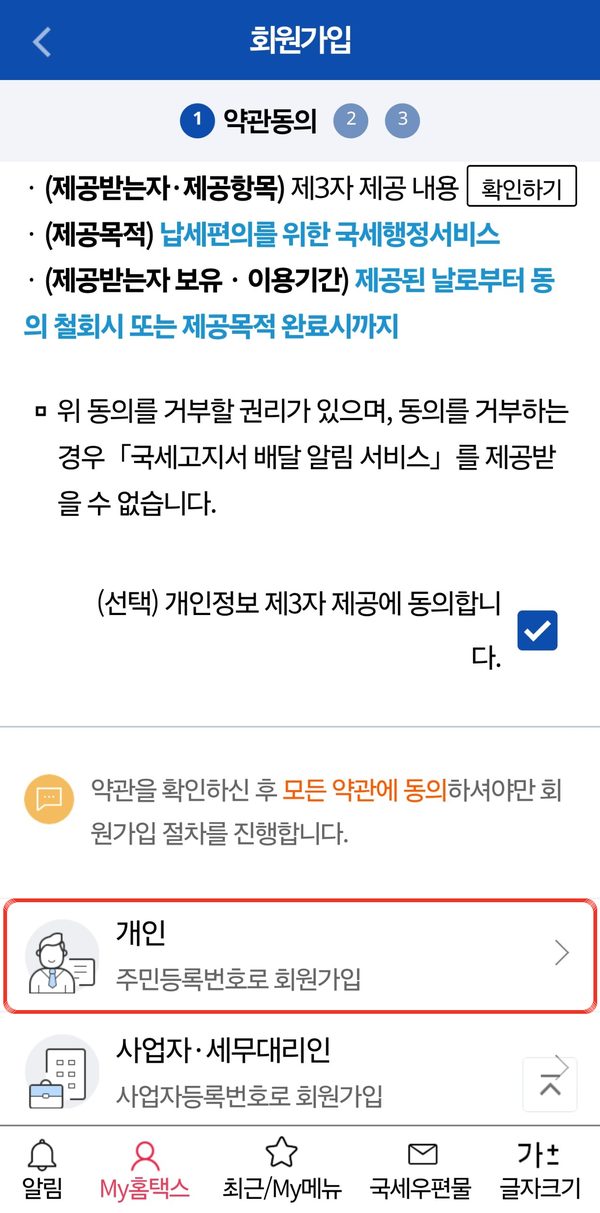 회원가입
1 약관동의 2 3
· (제공받는자·제공항목) 제3자 제공 내용 확인하기
· (제공목적) 납세편의를 위한 국세행정서비스
· (제공받는자 보유 · 이용기간) 제공된 날로부터 동
의 철회시 또는 제공목적 완료시까지
ㅁ 위 동의를 거부할 권리가 있으며, 동의를 거부하는
경우「국세고지서 배달 알림 서비스」를 제공받
을 수 없습니다.
(선택) 개인정보 제3자 제공에 동의합니
다.
약관을 확인하신 후 모든 약관에 동의하셔야만 회
원가입 절차를 진행합니다.
개인
주민등록번호로 회원가입
사업자·세무대리인
사업자등록번호로 회원가입
가±
알림 My홈택스 최근/My메뉴 국세우편물 글자크기